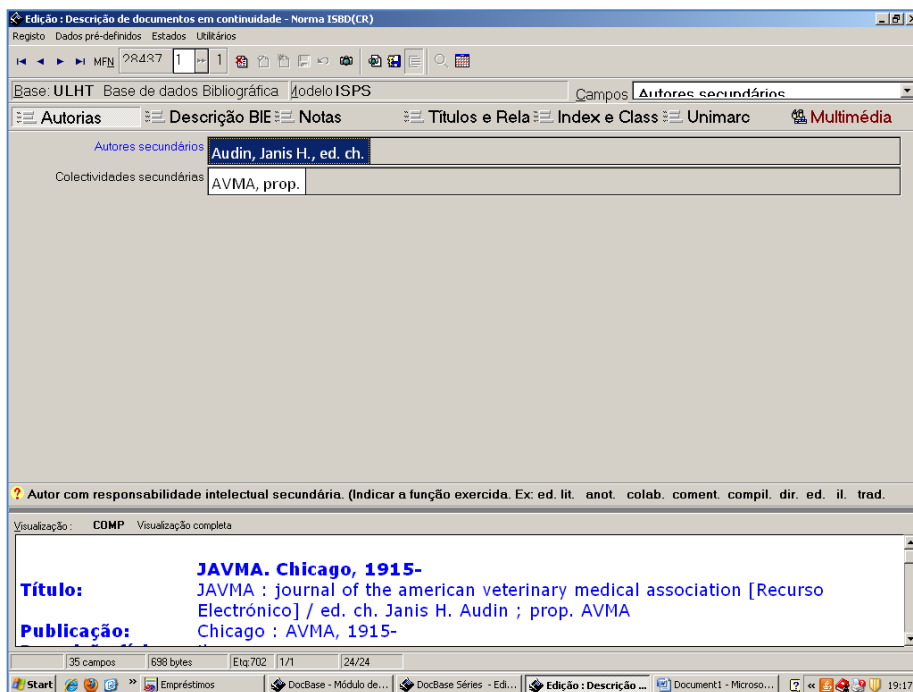 Edição : Descrição de documentos em continuidade - Norma ISBD(CR)
Registo Dados pré-definidos Estados Utilitários
MFN 28437 1 1
Base: ULHT Base de dados Bibliográfica Modelo ISPS Campos Autores secundários
Autorias Descrição BIE Notas Títulos e Rela Index e Class Unimarc Multimédia
Autores secundários Audin, Janis H., ed. ch.
Colectividades secundárias AVMA, prop.
? Autor com responsabilidade intelectual secundária. (Indicar a função exercida. Ex: ed. lit. anot. colab. coment. compil. dir. ed. il. trad.
Visualização : COMP Visualização completa
JAVMA. Chicago, 1915-
Título: JAVMA : journal of the american veterinary medical association [Recurso
Electrónico] / ed. ch. Janis H. Audin ; prop. AVMA
Publicação: Chicago : AVMA, 1915-
35 campos 698 bytes Etq:702 1/1 24/24
Start » Empréstimos DocBase - Módulo de... DocBase Séries - Edi... Edição : Descrição ... Document1 - Microso... ? « 19:17